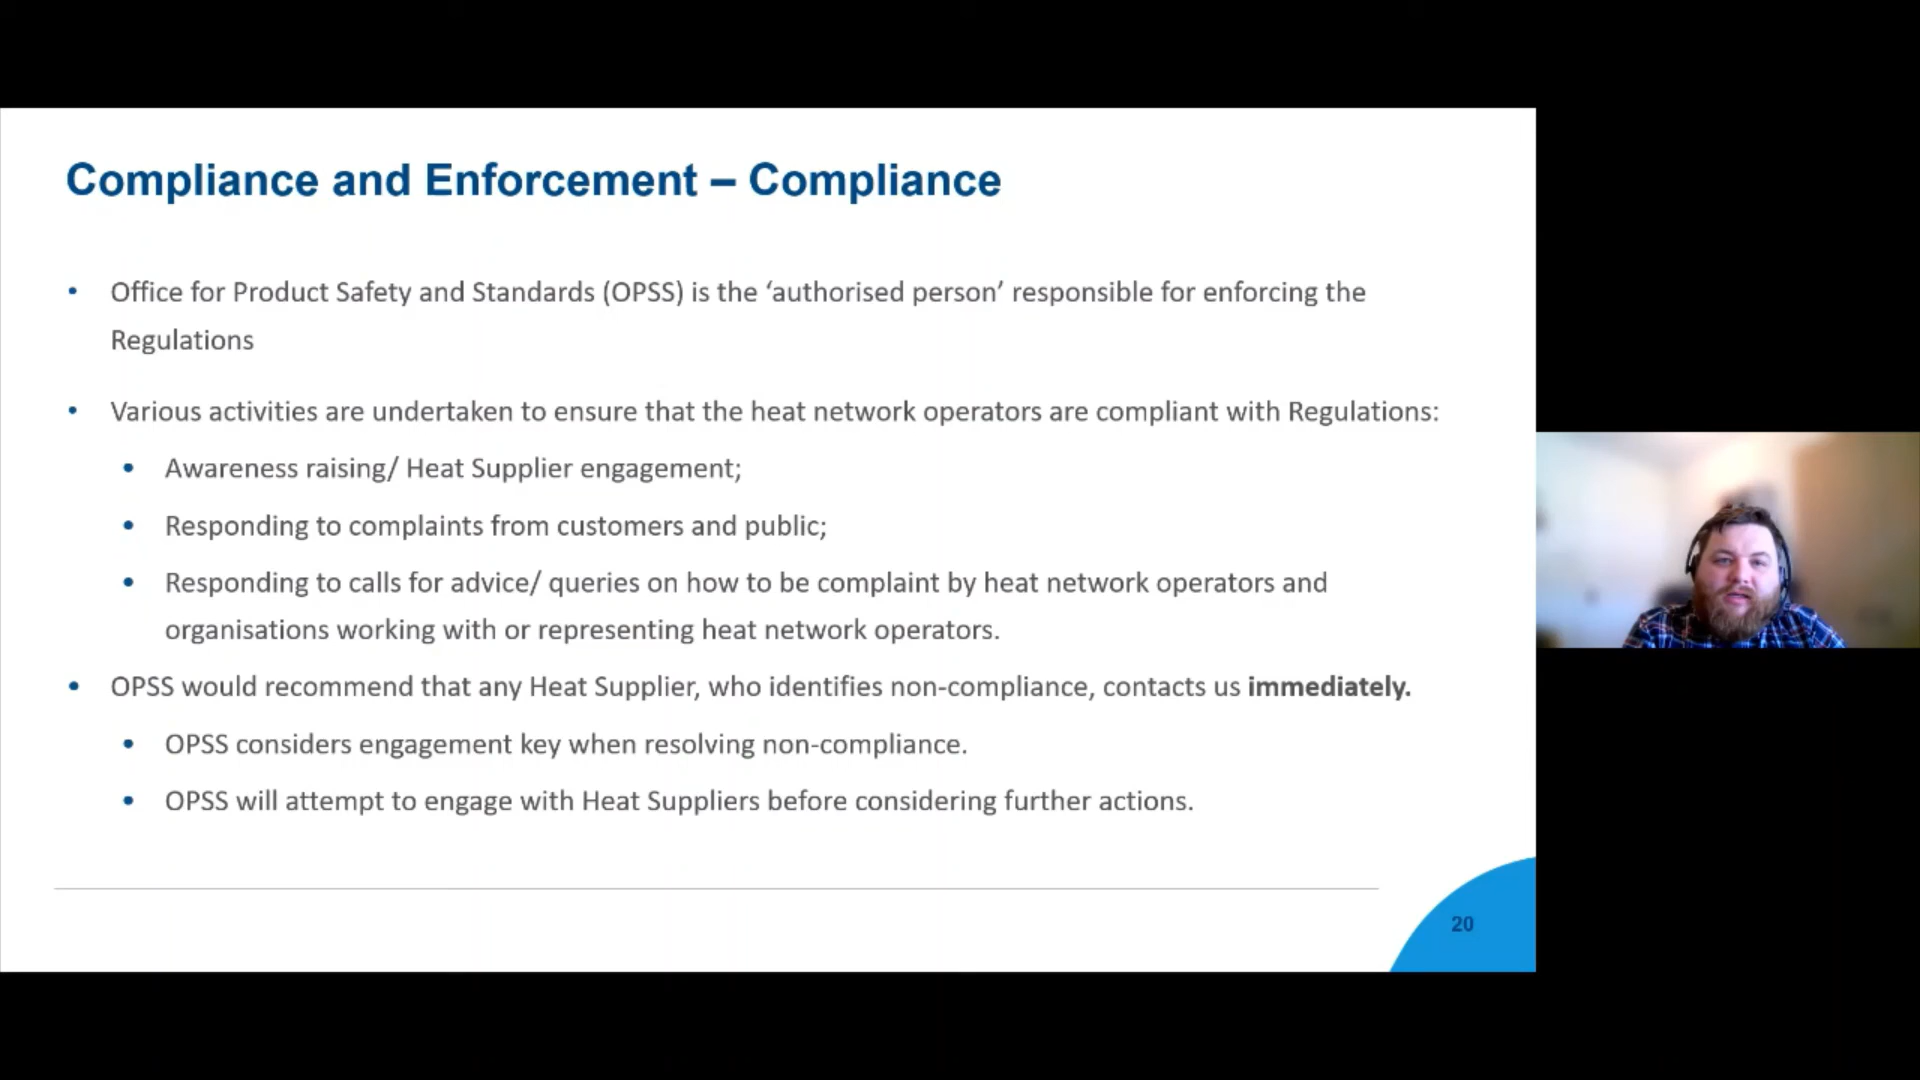 Compliance and Enforcement – Compliance
• Office for Product Safety and Standards (OPSS) is the ‘authorised person’ responsible for enforcing the
Regulations
• Various activities are undertaken to ensure that the heat network operators are compliant with Regulations:
• Awareness raising/ Heat Supplier engagement;
• Responding to complaints from customers and public;
• Responding to calls for advice/ queries on how to be complaint by heat network operators and
organisations working with or representing heat network operators.
• OPSS would recommend that any Heat Supplier, who identifies non-compliance, contacts us immediately.
• OPSS considers engagement key when resolving non-compliance.
• OPSS will attempt to engage with Heat Suppliers before considering further actions.
20